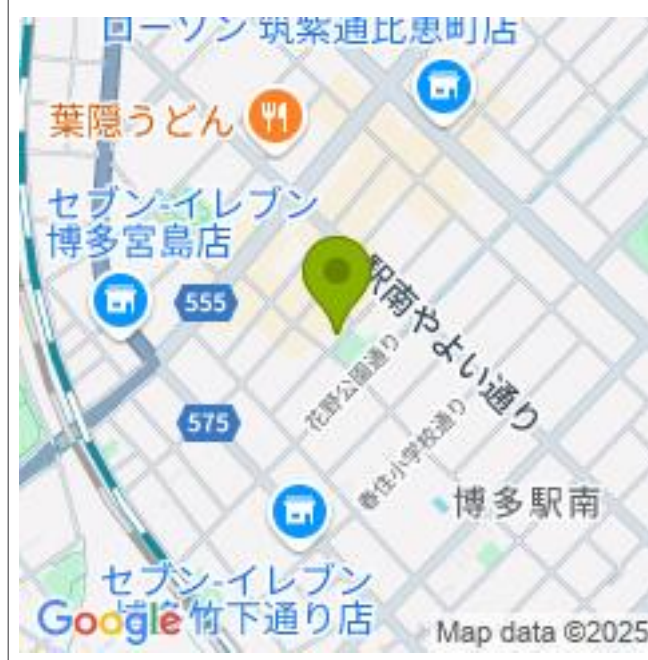 ローソン 筑紫通比恵町店
葉隠うどん
セブン-イレブン
博多宮島店
555
駅南やよい通り
花野公園通り
575
春住小学校通り
博多駅南
セブン-イレブン
博多竹下通り店
Google
Map data ©2025